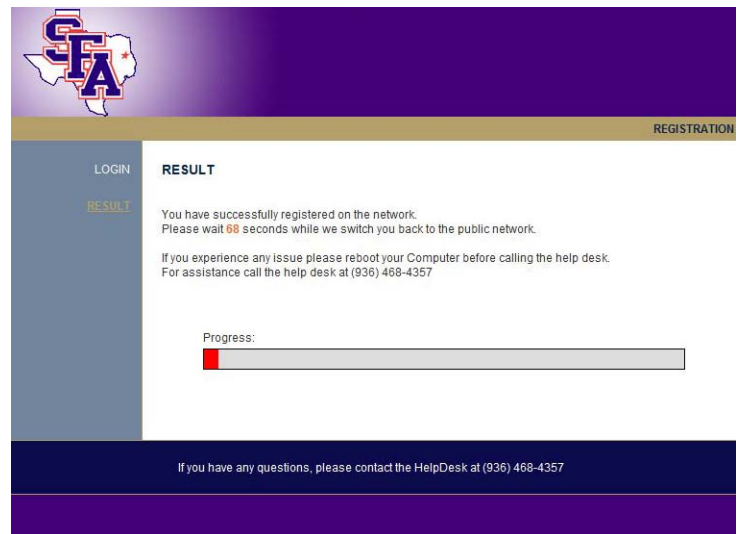 SFA
REGISTRATION
LOGIN
RESULT
RESULT
You have successfully registered on the network.
Please wait 68 seconds while we switch you back to the public network.
If you experience any issue please reboot your Computer before calling the help desk.
For assistance call the help desk at (936) 468-4357
Progress:
If you have any questions, please contact the HelpDesk at (936) 468-4357